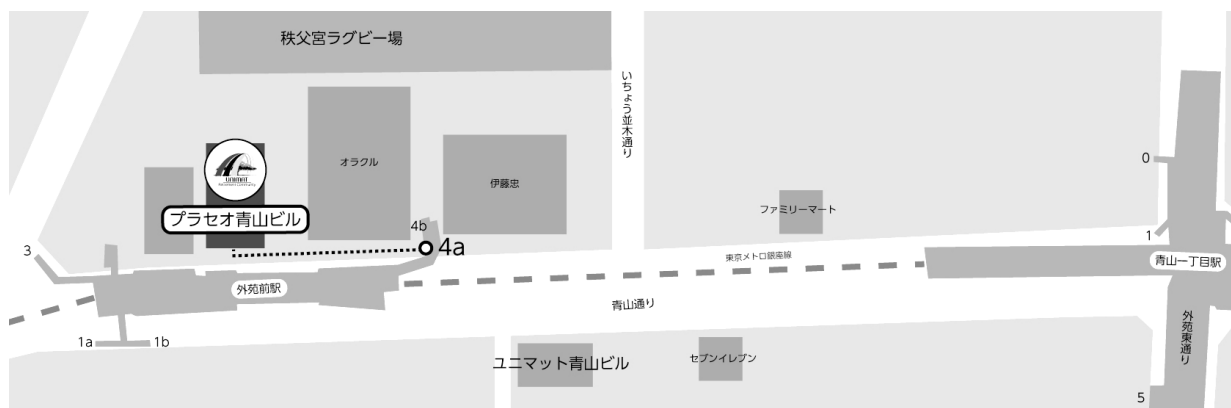 秩父宮ラグビー場
いちょう並木通り
オラクル
伊藤忠
UNIMAT
プラセオ青山ビル
4b
4a
3
外苑前駅
1a
1b
ファミリーマート
東京メトロ銀座線
青山通り
0
1
青山一丁目駅
外苑東通り
ユニマット青山ビル
セブンイレブン
5